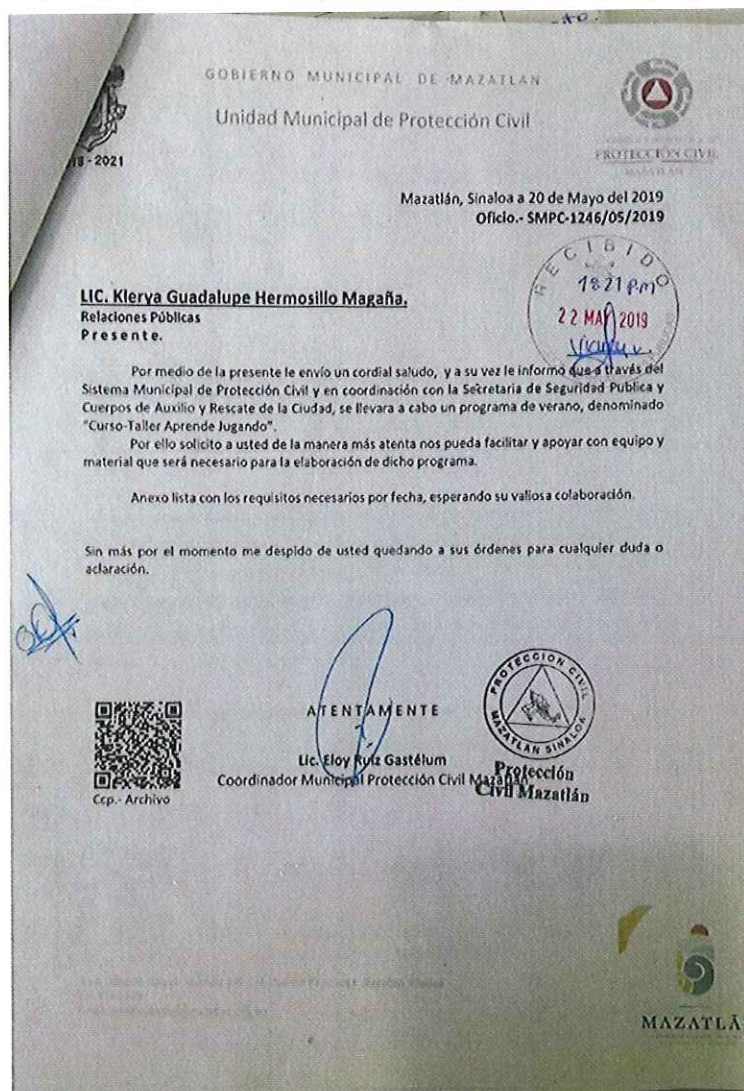 GOBIERNO MUNICIPAL DE MAZATLAN
Unidad Municipal de Protección Civil
- 2021
PROTECCIÓN CIVIL
MAZATLAN
Mazatlán, Sinaloa a 20 de Mayo del 2019
Oficio.- SMPC-1246/05/2019
RECIBIDO
1821 pm
22 MAY 2019
LIC. Klerya Guadalupe Hermosillo Magaña.
Relaciones Públicas
Presente.
Por medio de la presente le envío un cordial saludo, y a su vez le informo que a través del
Sistema Municipal de Protección Civil y en coordinación con la Secretaria de Seguridad Publica y
Cuerpos de Auxilio y Rescate de la Ciudad, se llevara a cabo un programa de verano, denominado
"Curso-Taller Aprende Jugando".
Por ello solicito a usted de la manera más atenta nos pueda facilitar y apoyar con equipo y
material que será necesario para la elaboración de dicho programa.
Anexo lista con los requisitos necesarios por fecha, esperando su valiosa colaboración.
Sin más por el momento me despido de usted quedando a sus órdenes para cualquier duda o
aclaración.
ATENTAMENTE
Lic. Eloy Ruiz Gastélum
Coordinador Municipal Protección Civil Mazatlán
PROTECCION CIVIL
MAZATLAN SINALOA
Protección
Civil Mazatlán
Ccp.- Archivo
MAZATLÁ